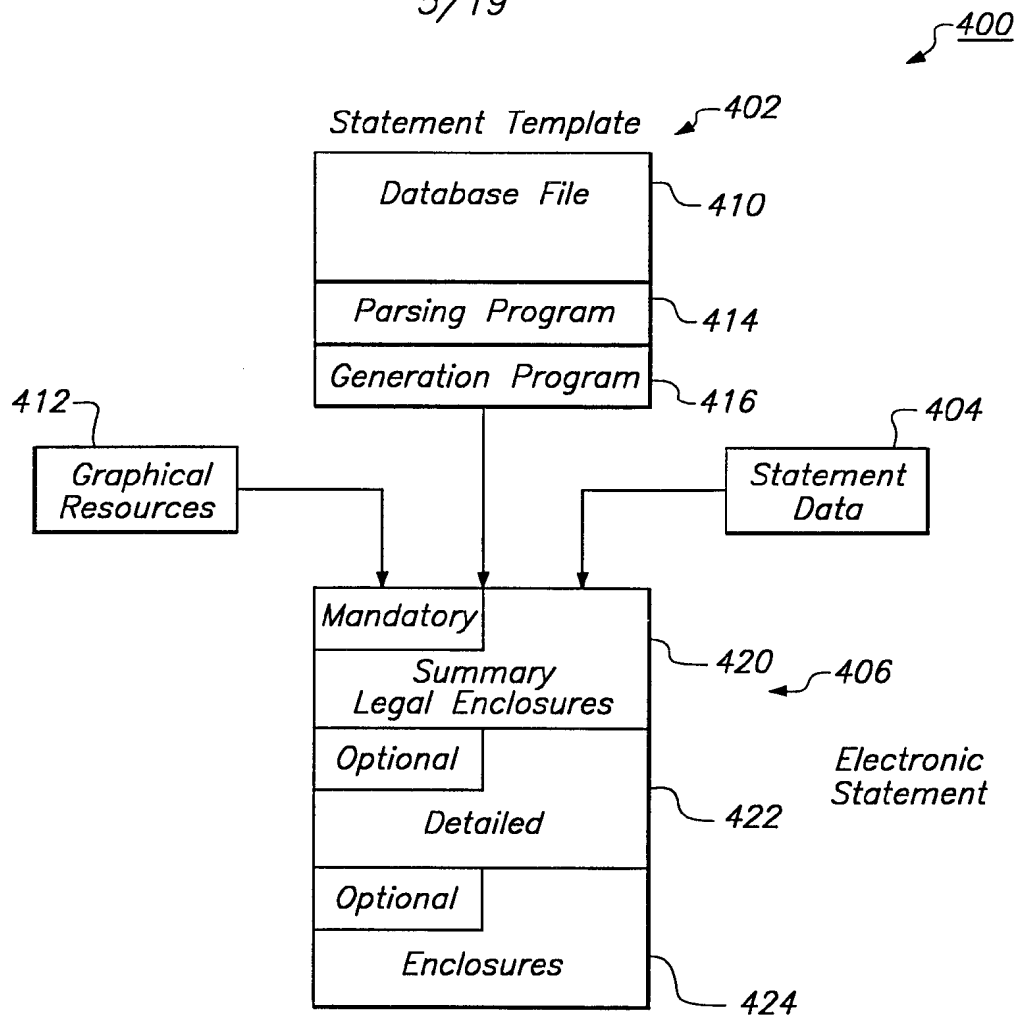 5/19
400
Statement Template
402
Database File
410
Parsing Program
414
Generation Program
416
412
Graphical
Resources
404
Statement
Data
Mandatory
Summary
Legal Enclosures
420
406
Electronic
Statement
Optional
Detailed
422
Optional
Enclosures
424